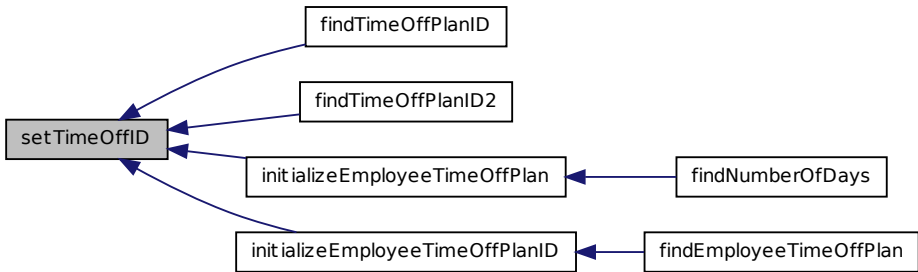 findTimeOffPlanID
findTimeOffPlanID2
setTimeOffID
initializeEmployeeTimeOffPlan
findNumberOfDays
initializeEmployeeTimeOffPlanID
findEmployeeTimeOffPlan